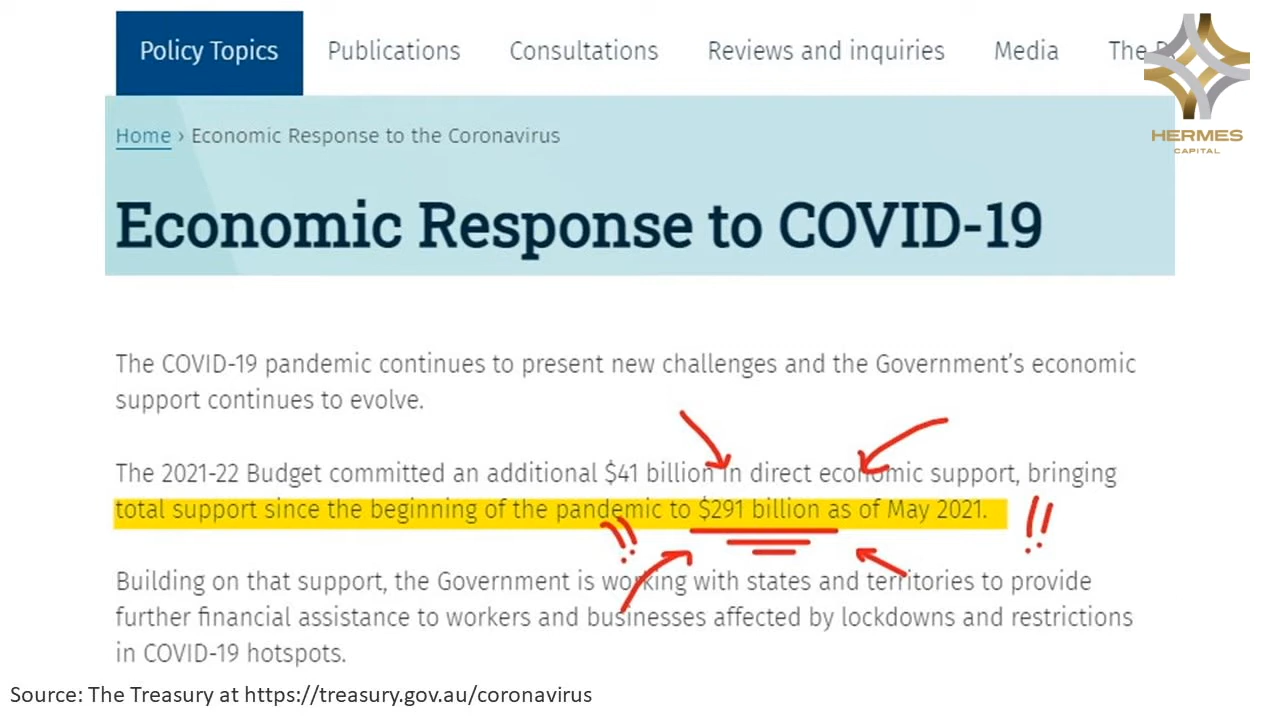 Policy Topics Publications Consultations Reviews and inquiries Media The
HERMES
CAPITAL
Home › Economic Response to the Coronavirus
Economic Response to COVID-19
The COVID-19 pandemic continues to present new challenges and the Government's economic
support continues to evolve.
The 2021-22 Budget committed an additional $41 billion in direct economic support, bringing
total support since the beginning of the pandemic to $291 billion as of May 2021.
!!
!!
Building on that support, the Government is working with states and territories to provide
further financial assistance to workers and businesses affected by lockdowns and restrictions
in COVID-19 hotspots.
Source: The Treasury at https://treasury.gov.au/coronavirus